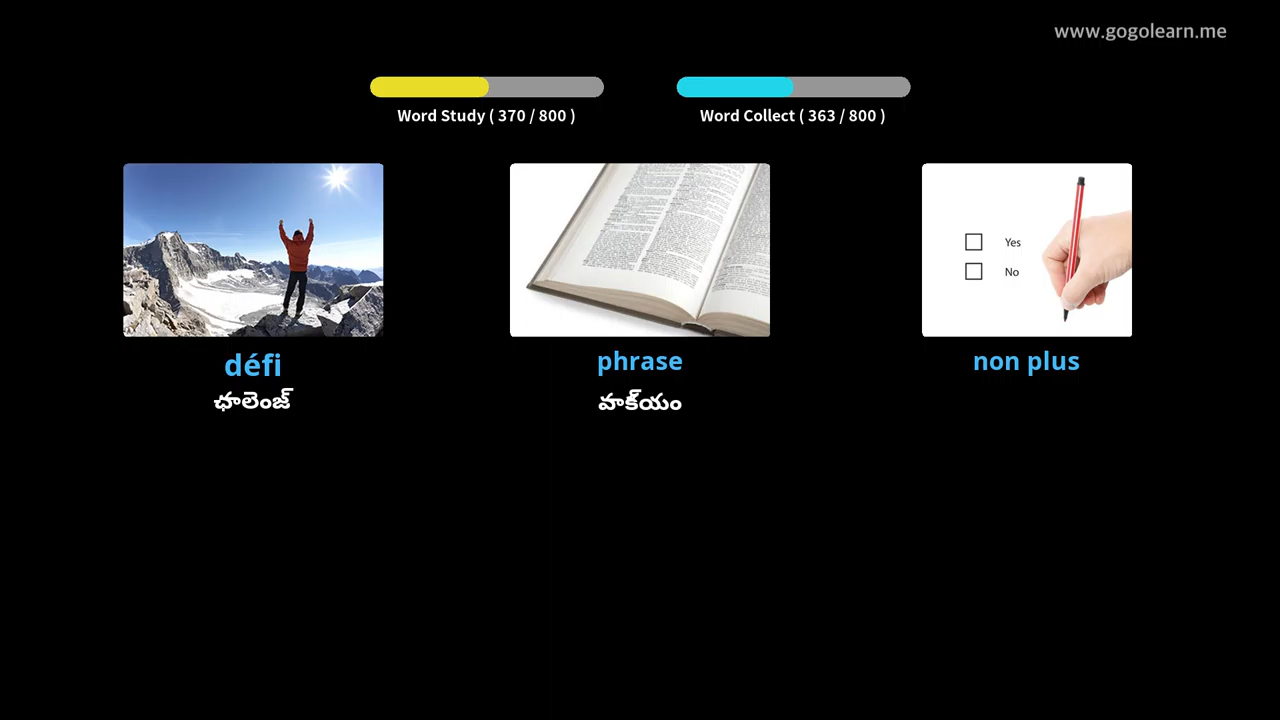 www.gogolearn.me
Word Study ( 370 / 800 )
Word Collect ( 363 / 800 )
Yes
No
défi
phrase
non plus
ఛాలెంజ్
వాక్‌యం